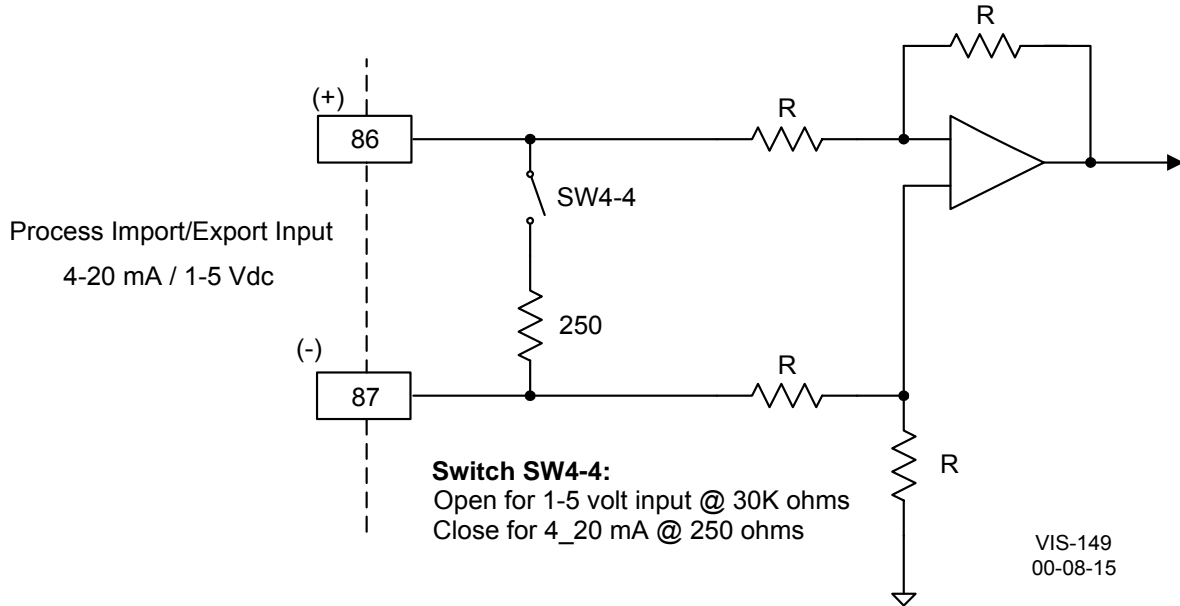 R
(+)
86
R
SW4-4
Process Import/Export Input
4-20 mA / 1-5 Vdc
250
(-)
87
R
R
Switch SW4-4:
Open for 1-5 volt input @ 30K ohms
Close for 4_20 mA @ 250 ohms
VIS-149
00-08-15